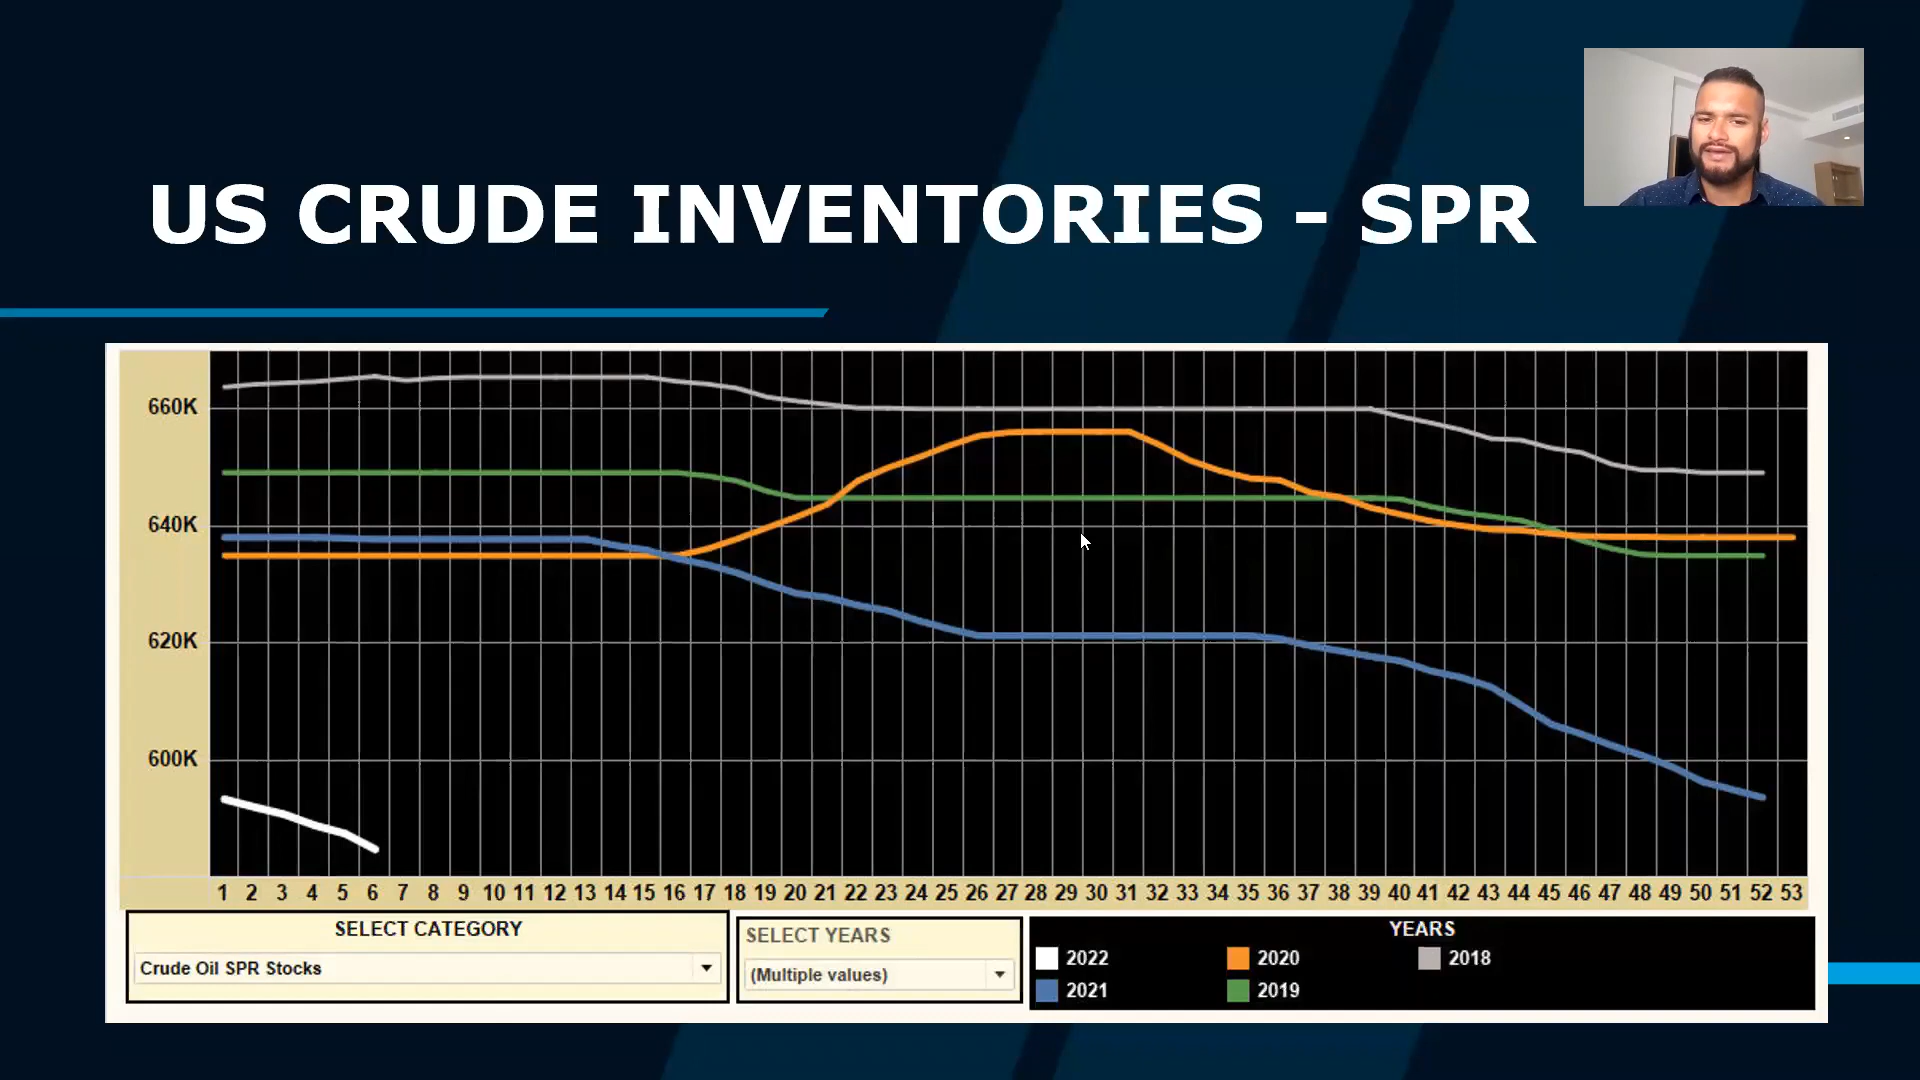 US CRUDE INVENTORIES - SPR
660K
640K
620K
600K
1 2 3 4 5 6 7 8 9 10 11 12 13 14 15 16 17 18 19 20 21 22 23 24 25 26 27 28 29 30 31 32 33 34 35 36 37 38 39 40 41 42 43 44 45 46 47 48 49 50 51 52 53
SELECT CATEGORY
Crude Oil SPR Stocks
SELECT YEARS
(Multiple values)
YEARS
2022 2020 2018
2021 2019